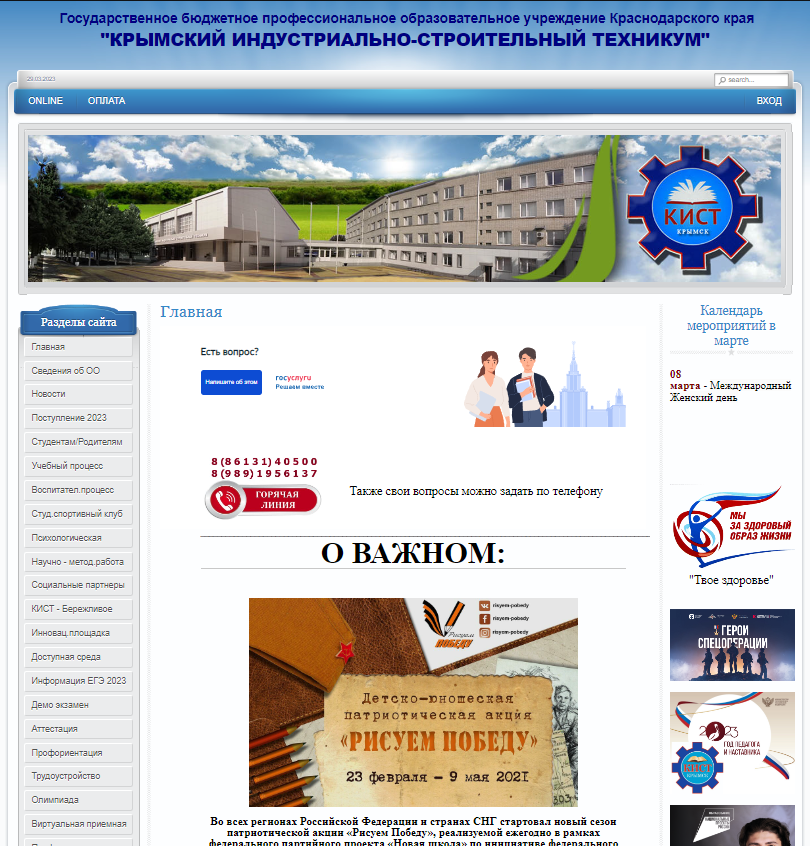 Государственное бюджетное профессиональное образовательное учреждение Краснодарского края
"КРЫМСКИЙ ИНДУСТРИАЛЬНО-СТРОИТЕЛЬНЫЙ ТЕХНИКУМ"
29.03.2023
search...
ONLINE
ОПЛАТА
ВХОД
КИСТ
КРЫМСК
Разделы сайта
Главная
Сведения об ОО
Новости
Поступление 2023
Студентам/Родителям
Учебный процесс
Воспитател.процесс
Студ.спортивный клуб
Психологическая
Научно - метод.работа
Социальные партнеры
КИСТ - Бережливое
Инновац.площадка
Доступная среда
Информация ЕГЭ 2023
Демо экзамен
Аттестация
Профориентация
Трудоустройство
Олимпиада
Виртуальная приемная
Главная
Есть вопрос?
Напишите об этом
госуслуги
Решаем вместе
8(86131)40500
8(989)1956137
ГОРЯЧАЯ
ЛИНИЯ
Также свои вопросы можно задать по телефону
О ВАЖНОМ:
Рисуем
ПОБЕДУ
risyem-pobedy
risyem-pobedy
risyem-pobedy
Детско-юношеская
патриотическая акция
«РИСУЕМ ПОБЕДУ»
23 февраля – 9 мая 2021
Во всех регионах Российской Федерации и странах СНГ стартовал новый сезон
патриотической акции «Рисуем Победу», реализуемой ежегодно в рамках
федерального партийного проекта «Новая школа» по инициативе федерального
Календарь
мероприятий в
марте
08
марта - Международный
Женский день
МЫ
ЗА ЗДОРОВЫЙ
ОБРАЗ ЖИЗНИ
"Твое здоровье"
ГЕРОИ
СПЕЦОПЕРАЦИИ
2023
ГОД ПЕДАГОГА
И НАСТАВНИКА
КИСТ
КРЫМСК